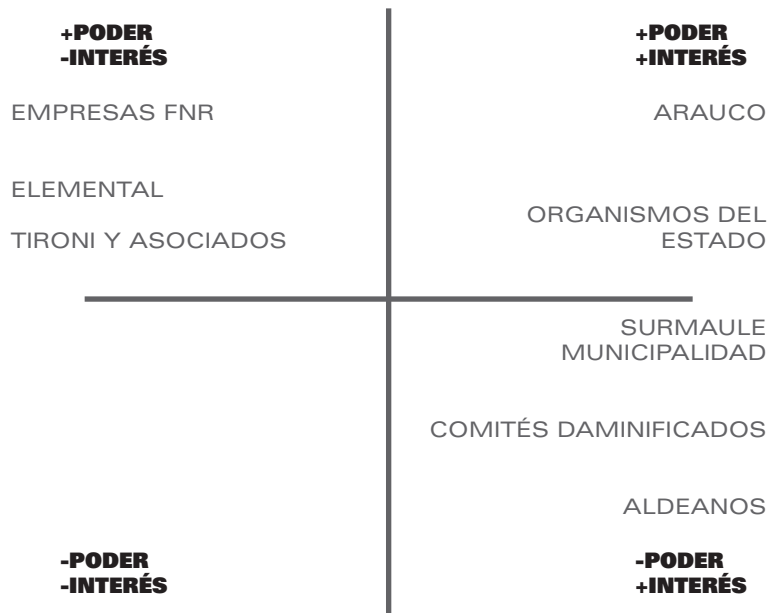 +PODER
-INTERÉS
EMPRESAS FNR
ELEMENTAL
TIRONI Y ASOCIADOS
+PODER
+INTERÉS
ARAUCO
ORGANISMOS DEL
ESTADO
SURMAULE
MUNICIPALIDAD
COMITÉS DAMINIFICADOS
ALDEANOS
-PODER
-INTERÉS
-PODER
+INTERÉS